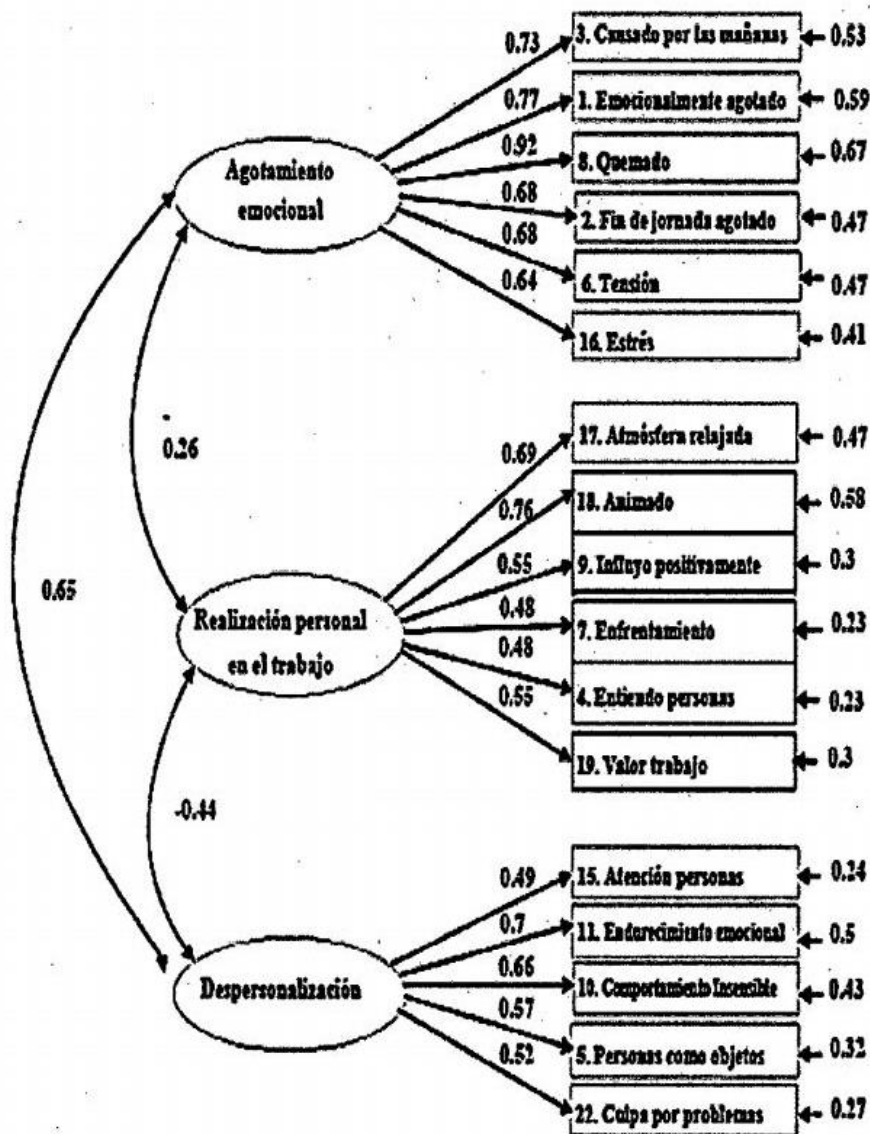 0.73
3. Cansado por las mañanas
0.53
0.77
1. Emocionalmente agotado
0.59
0.92
8. Quemado
0.67
Agotamiento
emocional
0.68
2. Fin de jornada agotado
0.47
0.68
6. Tensión
0.47
0.64
16. Estrés
0.41
0.26
0.69
17. Atmósfera relajada
0.47
0.76
18. Animado
0.58
0.55
9. Influyo positivamente
0.3
0.65
Realización personal
en el trabajo
0.48
7. Enfrentamiento
0.23
0.48
4. Entiendo personas
0.23
0.55
19. Valor trabajo
0.3
-0.44
0.49
15. Atención personas
0.24
0.7
11. Endurecimiento emocional
0.5
Despersonalización
0.66
10. Comportamiento Insensible
0.43
0.57
5. Personas como objetos
0.32
0.52
22. Culpa por problemas
0.27